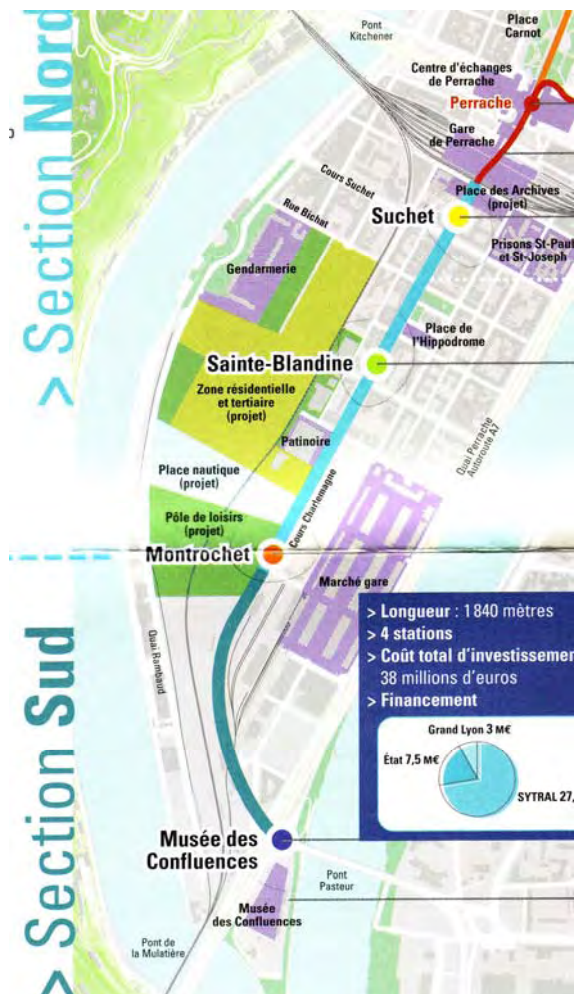 > Section Nord
Pont
Kitchener
Place
Carnot
Centre d'échanges
de Perrache
Perrache
Gare
de Perrache
Cours Suchet
Rue Bichat
Suchet
Place des Archives
(projet)
Prisons St-Paul
et St-Joseph
Gendarmerie
Place de
l'Hippodrome
Sainte-Blandine
Zone résidentielle
et tertiaire
(projet)
Patinoire
Quai Perrache
Autoroute A7
Place nautique
(projet)
Cours Charlemagne
Pôle de loisirs
(projet)
Montrochet
Marché gare
> Section Sud
Quai Rambaud
> Longueur : 1 840 mètres
> 4 stations
> Coût total d'investissemen
38 millions d'euros
> Financement
Grand Lyon 3 M€
État 7,5 M€
SYTRAL 27,
Musée des
Confluences
Pont
Pasteur
Musée
des Confluences
Pont de
la Mulatière